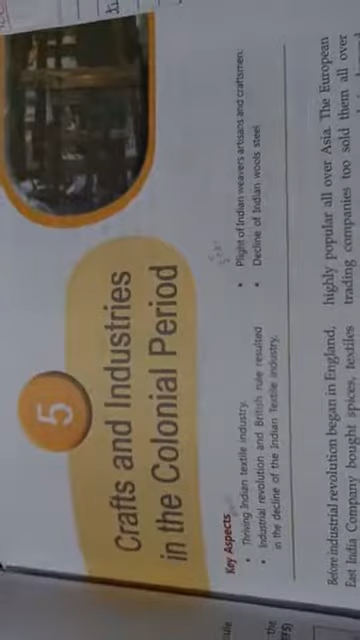 5
Crafts and Industries
in the Colonial Period
Key Aspects
• Thriving Indian textile industry.
• Industrial revolution and British rule resulted
in the decline of the Indian Textile industry.
• Plight of Indian weavers artisans and craftsmen.
• Decline of Indian wools steel
Before industrial revolution began in England,
East India Company bought spices, textiles
highly popular all over Asia. The European
trading companies too sold them all over